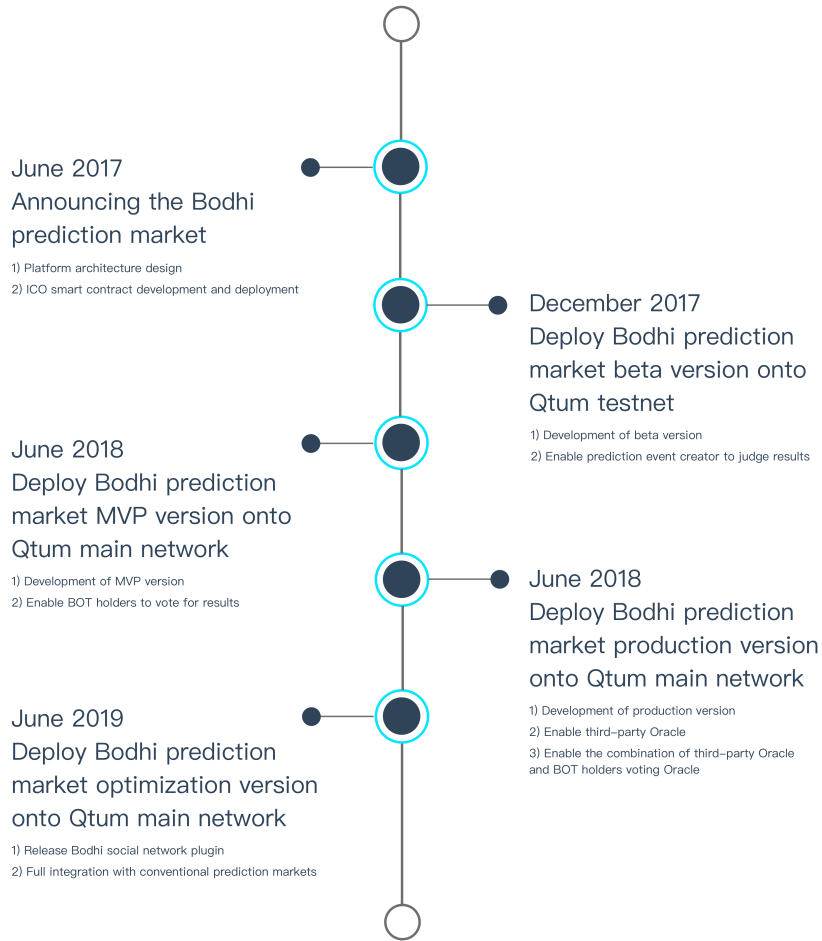 June 2017
Announcing the Bodhi
prediction market
1) Platform architecture design
2) ICO smart contract development and deployment
December 2017
Deploy Bodhi prediction
market beta version onto
Qtum testnet
1) Development of beta version
2) Enable prediction event creator to judge results
June 2018
Deploy Bodhi prediction
market MVP version onto
Qtum main network
1) Development of MVP version
2) Enable BOT holders to vote for results
June 2018
Deploy Bodhi prediction
market production version
onto Qtum main network
1) Development of production version
2) Enable third-party Oracle
3) Enable the combination of third-party Oracle
and BOT holders voting Oracle
June 2019
Deploy Bodhi prediction
market optimization version
onto Qtum main network
1) Release Bodhi social network plugin
2) Full integration with conventional prediction markets